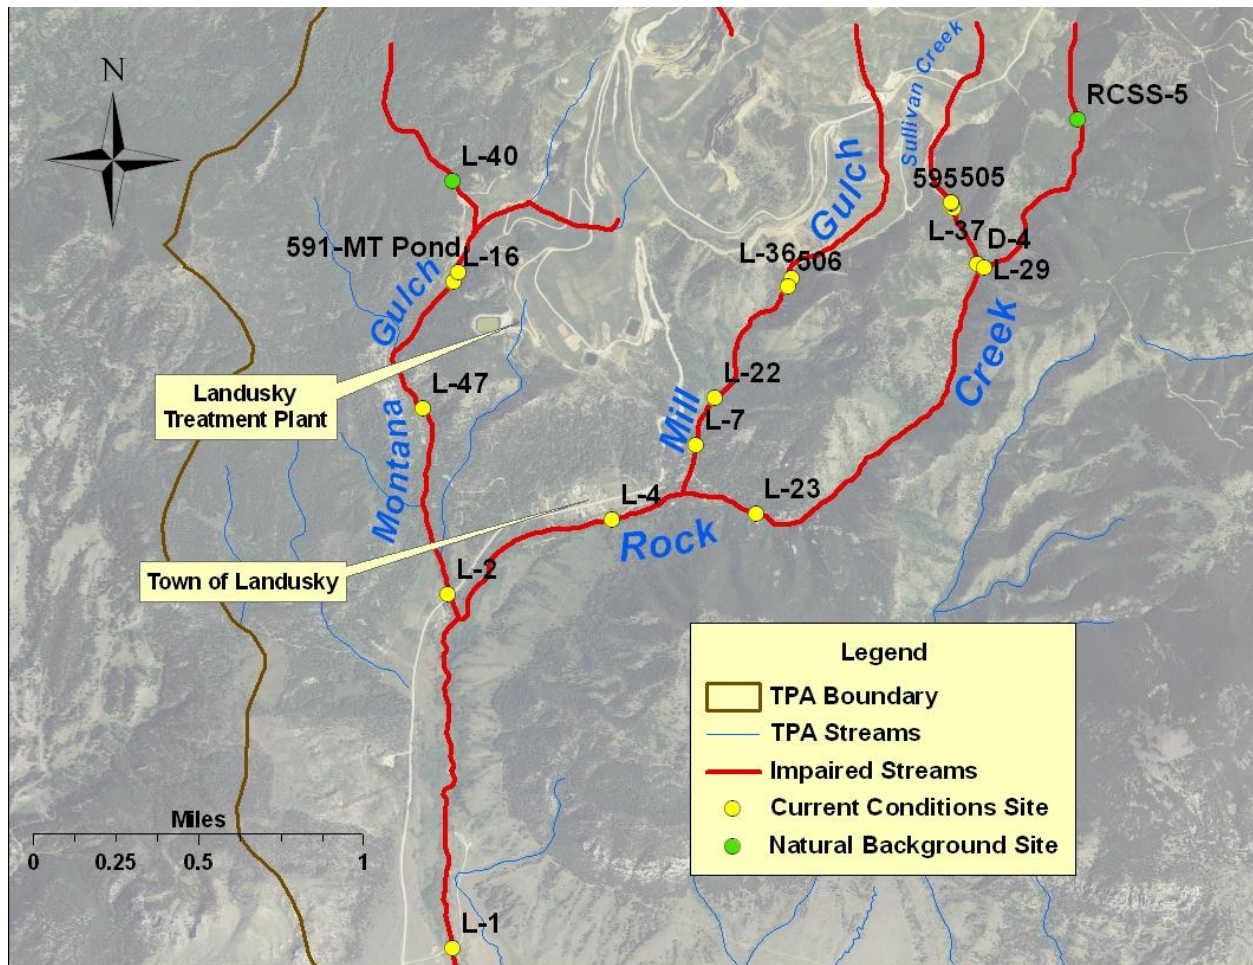 N
Sullivan Creek
RCSS-5
L-40
595
505
591-MT Pond
L-16
L-37
D-4
L-36
506
L-29
Gulch
Gulch
Creek
Landusky
Treatment Plant
L-47
L-22
Mill
L-7
Montana
L-4
L-23
Rock
Town of Landusky
L-2
Legend
TPA Boundary
TPA Streams
Impaired Streams
Current Conditions Site
Natural Background Site
Miles
0 0.25 0.5 1
L-1